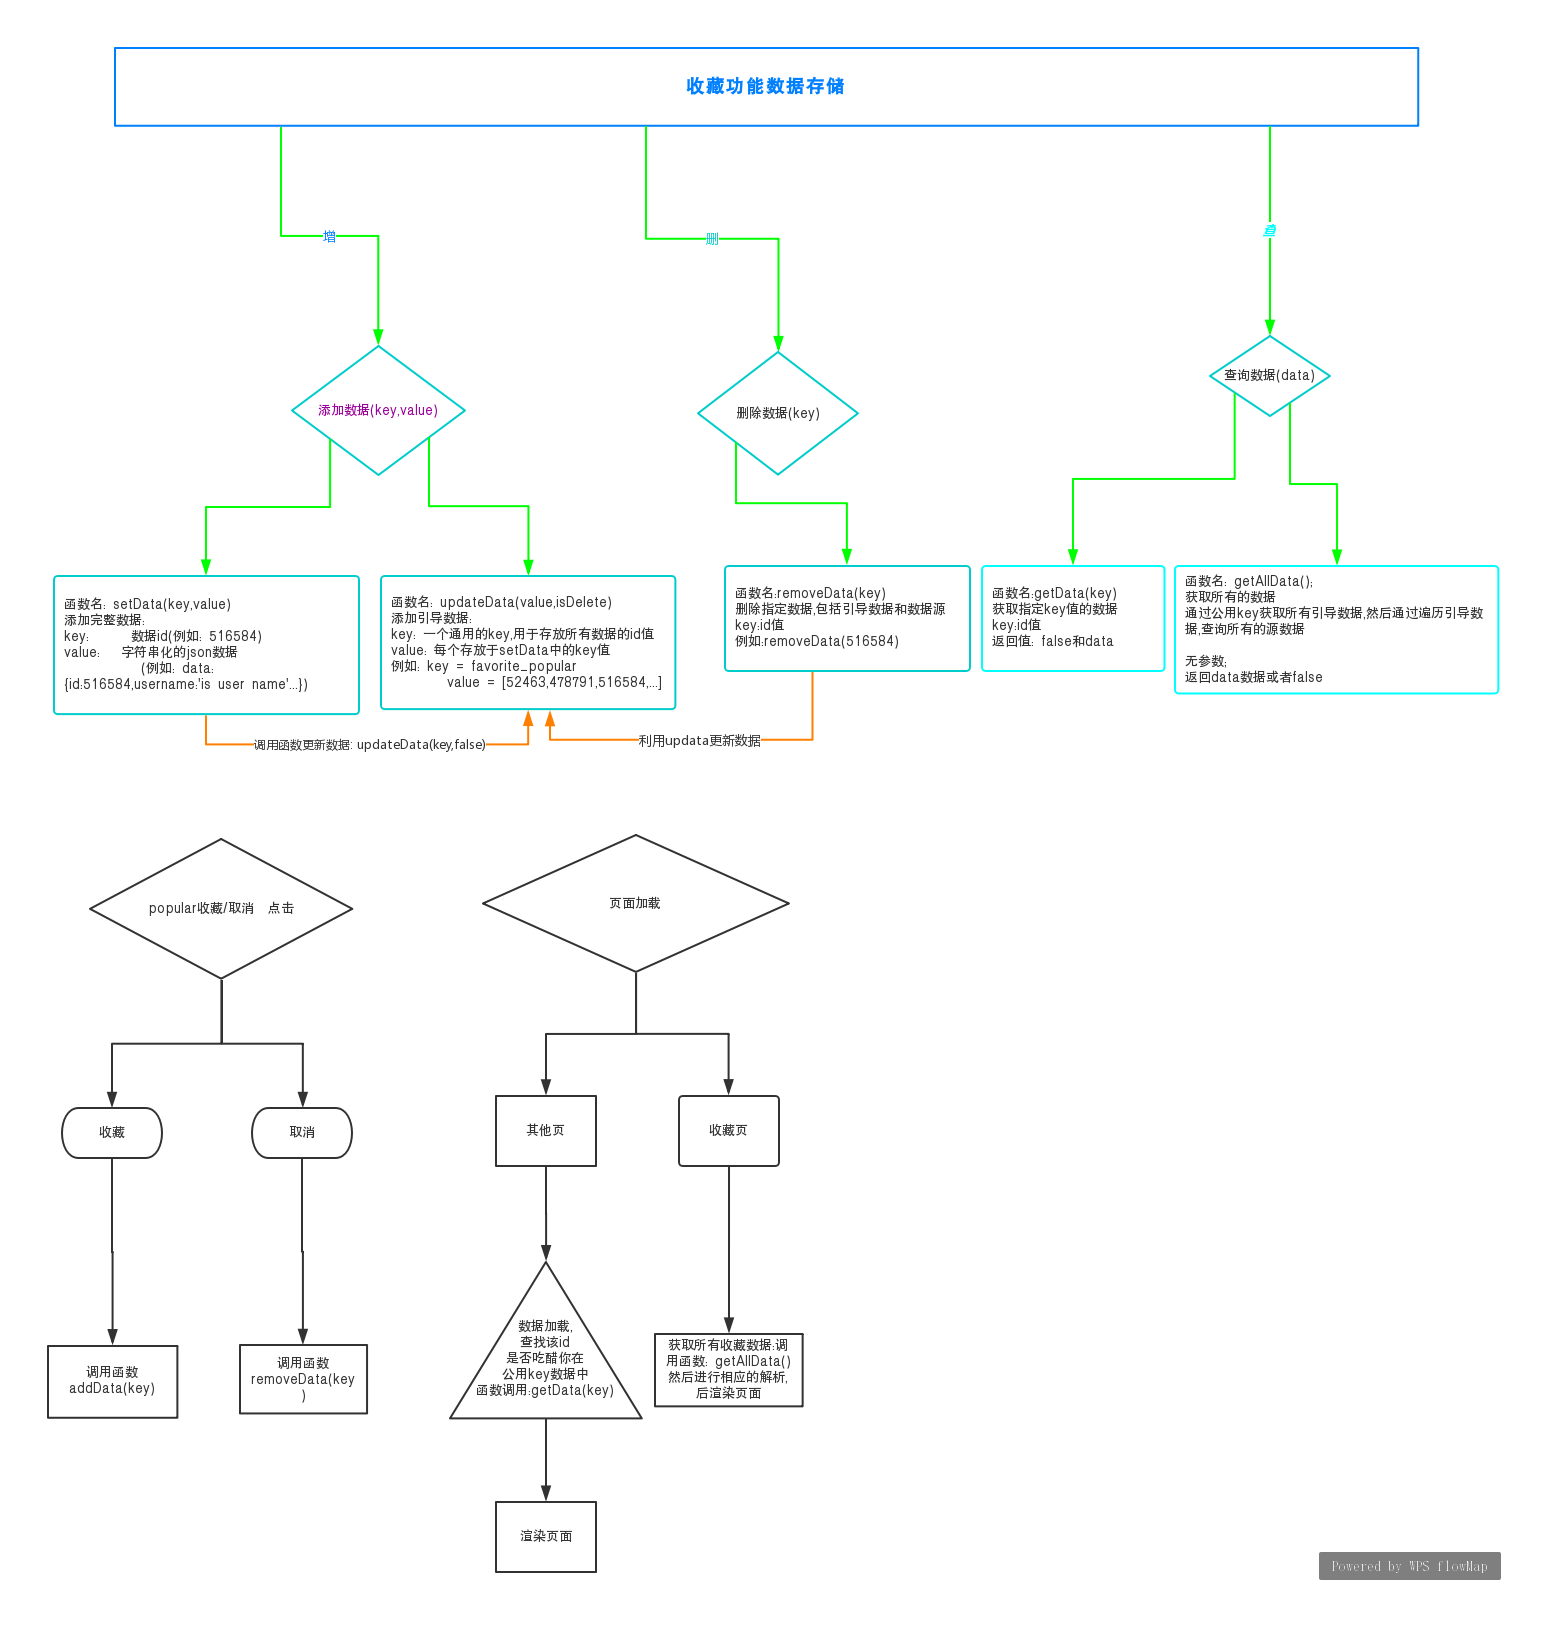 收藏功能数据存储
增
删
查
添加数据(key,value)
删除数据(key)
查询数据(data)
函数名: setData(key,value)
添加完整数据:
key: 数据id(例如: 516584)
value: 字符串化的json数据
(例如: data:
{id:516584,username:'is user name'...})
函数名: updateData(value,isDelete)
添加引导数据:
key: 一个通用的key,用于存放所有数据的id值
value: 每个存放于setData中的key值
例如: key = favorite_popular
value = [52463,478791,516584,...]
函数名:removeData(key)
删除指定数据,包括引导数据和数据源
key:id值
例如:removeData(516584)
函数名:getData(key)
获取指定key值的数据
key:id值
返回值: false和data
函数名: getAllData();
获取所有的数据
通过公用key获取所有引导数据,然后通过遍历引导数
据,查询所有的源数据
无参数;
返回data数据或者false
调用函数更新数据: updateData(key,false)
利用updata更新数据
popular收藏/取消 点击
页面加载
收藏
取消
其他页
收藏页
调用函数
addData(key)
调用函数
removeData(key
)
数据加载,
查找该id
是否吃醋你在
公用key数据中
函数调用:getData(key)
获取所有收藏数据:调
用函数: getAllData()
然后进行相应的解析,
后渲染页面
渲染页面
Powered by WPS flowMap